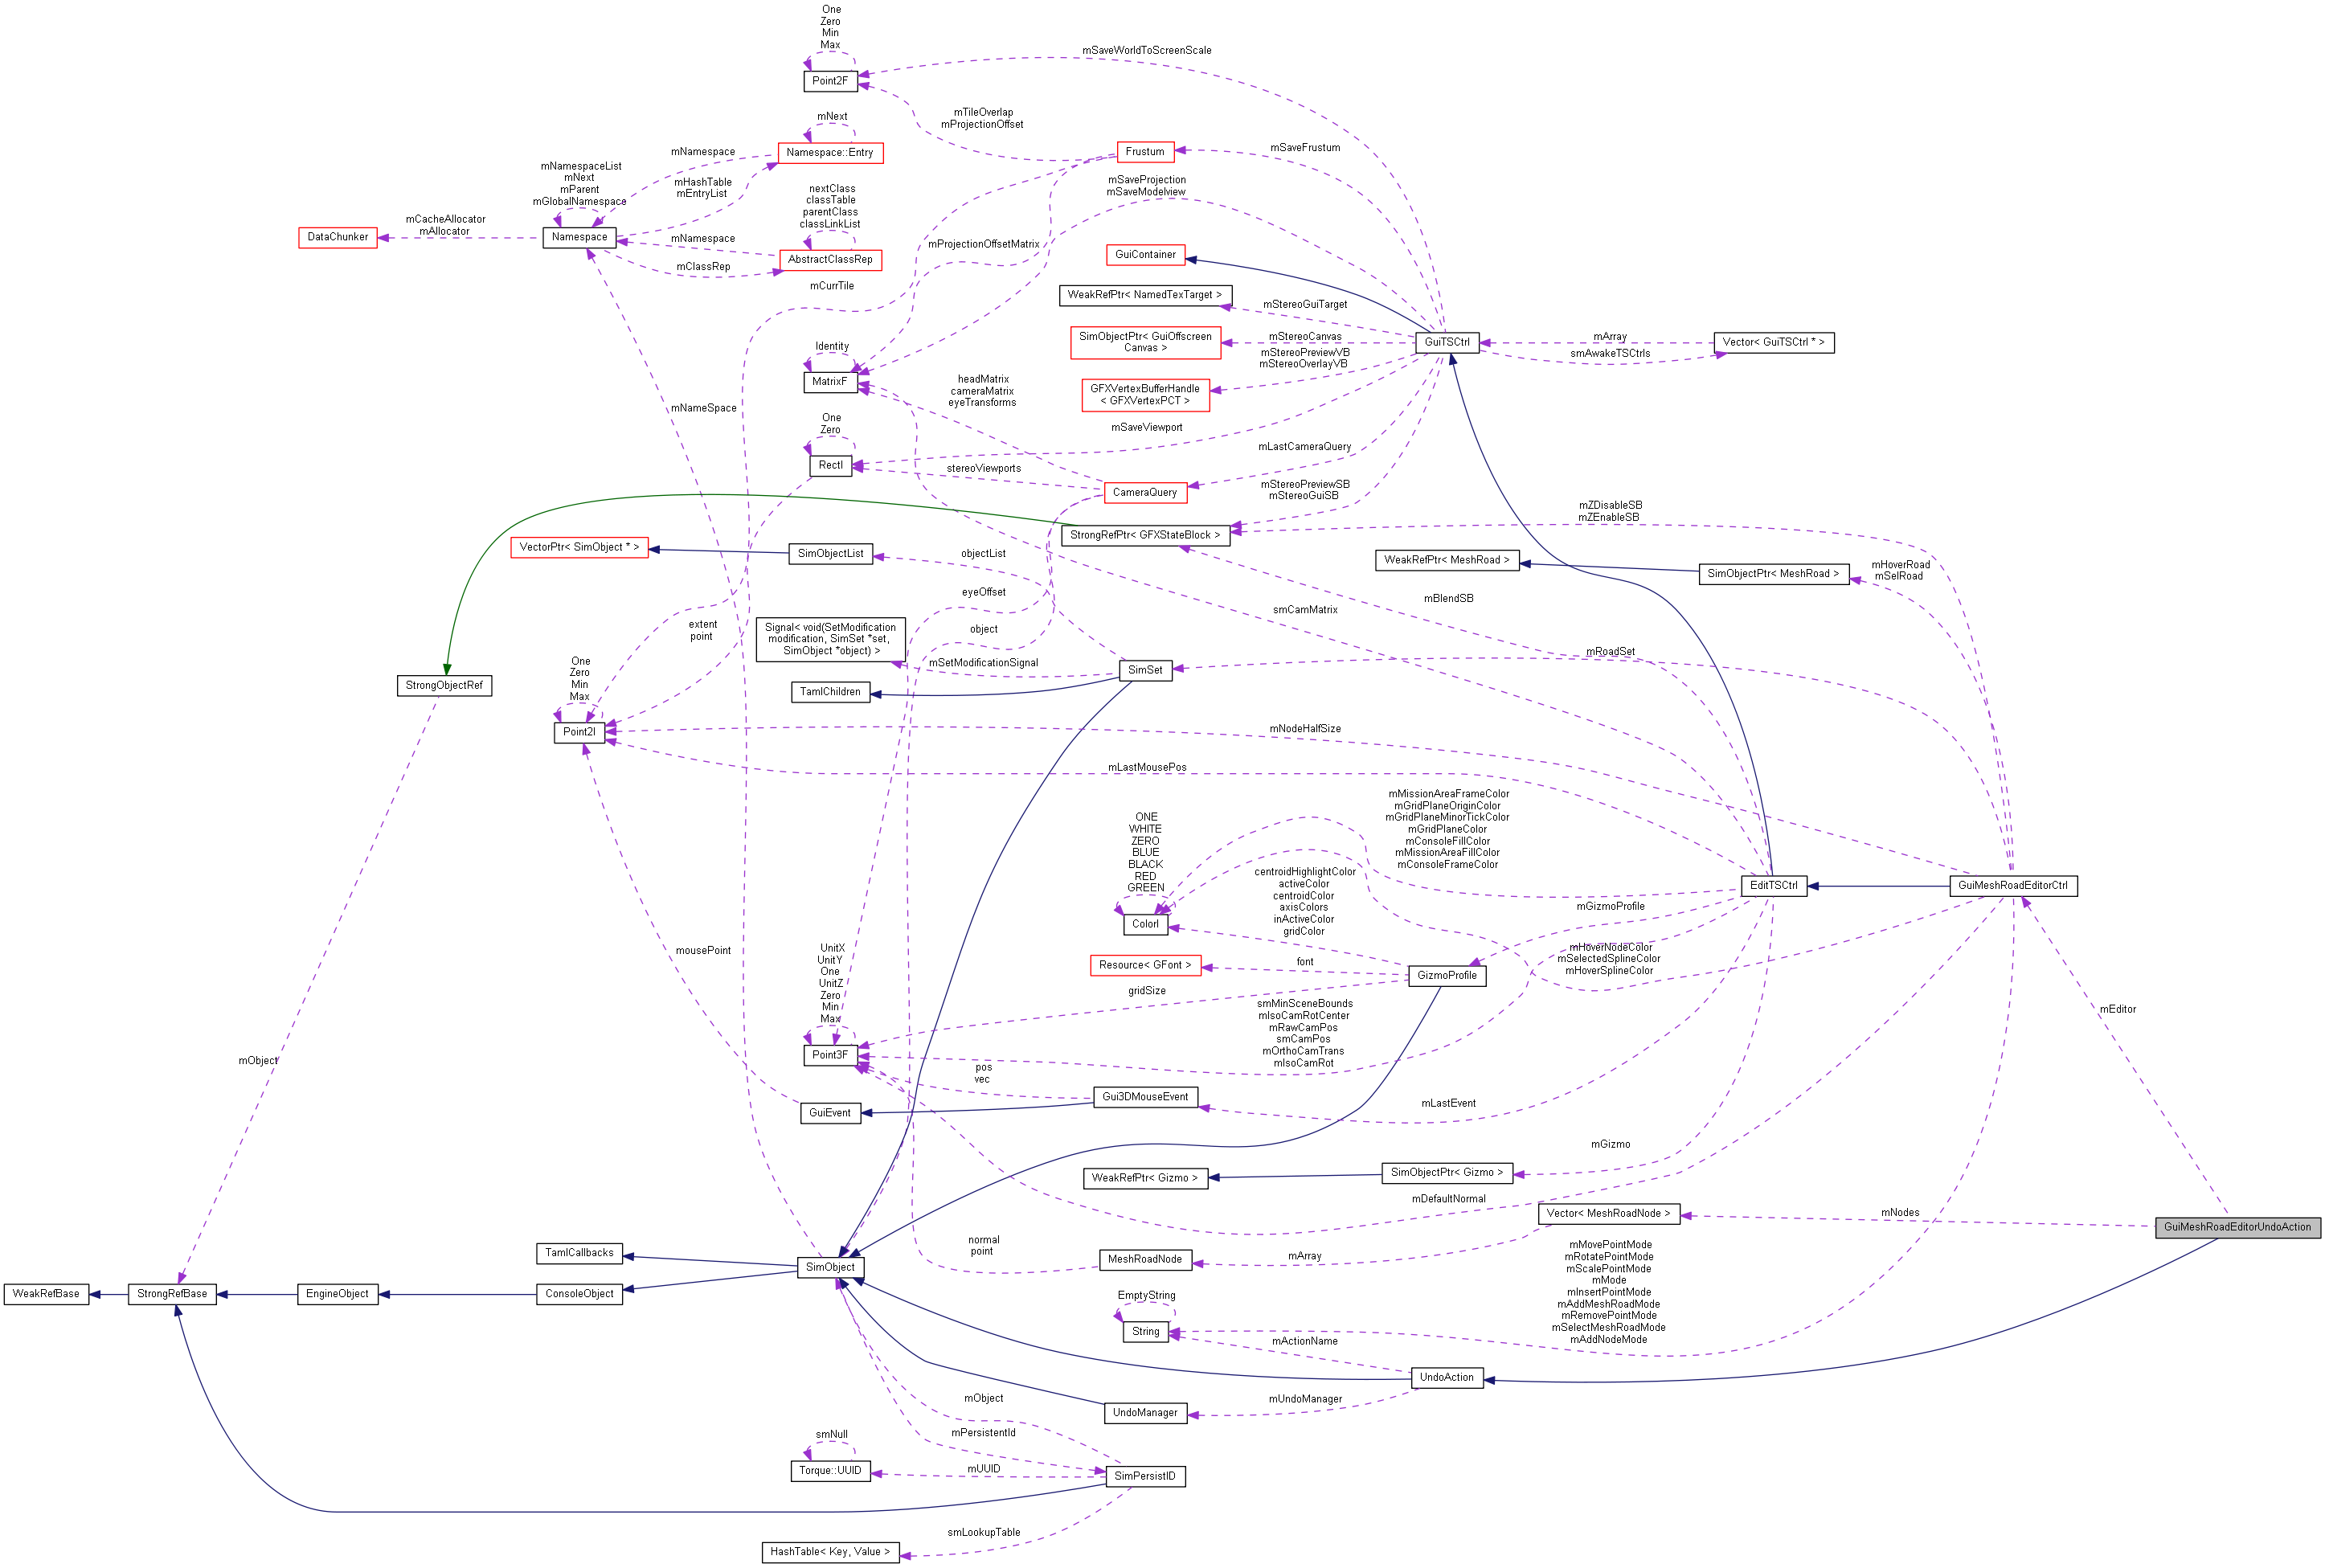 One
Zero
Min
Max
mSaveWorldToScreenScale
Point2F
mTileOverlap
mProjectionOffset
mNext
mNamespace
Namespace::Entry
Frustum
mSaveFrustum
mNamespaceList
mNext
mParent
mGlobalNamespace
mHashTable
mEntryList
nextClass
classTable
parentClass
classLinkList
mSaveProjection
mSaveModelview
mCacheAllocator
mAllocator
DataChunker
Namespace
mNamespace
mClassRep
AbstractClassRep
mProjectionOffsetMatrix
GuiContainer
mCurrTile
WeakRefPtr< NamedTexTarget >
mStereoGuiTarget
SimObjectPtr< GuiOffscreen
Canvas >
mStereoCanvas
GuiTSCtrl
mArray
smAwakeTSCtrls
Vector< GuiTSCtrl * >
Identity
MatrixF
mStereoPreviewVB
mStereoOverlayVB
headMatrix
cameraMatrix
eyeTransforms
GFXVertexBufferHandle
< GFXVertexPCT >
mNameSpace
One
Zero
mSaveViewport
RectI
stereoViewports
mLastCameraQuery
CameraQuery
mStereoPreviewSB
mStereoGuiSB
mZDisableSB
mZEnableSB
StrongRefPtr< GFXStateBlock >
VectorPtr< SimObject * >
SimObjectList
objectList
WeakRefPtr< MeshRoad >
SimObjectPtr< MeshRoad >
mHoverRoad
mSelRoad
eyeOffset
mBlendSB
smCamMatrix
extent
point
Signal< void(SetModification
modification, SimSet *set,
SimObject *object) >
object
mRoadSet
mSetModificationSignal
SimSet
StrongObjectRef
One
Zero
Min
Max
TamlChildren
Point2I
mNodeHalfSize
mLastMousePos
mMissionAreaFrameColor
mGridPlaneOriginColor
mGridPlaneMinorTickColor
mGridPlaneColor
mConsoleFillColor
mMissionAreaFillColor
mConsoleFrameColor
ONE
WHITE
ZERO
BLUE
BLACK
RED
GREEN
centroidHighlightColor
activeColor
centroidColor
axisColors
inActiveColor
gridColor
EditTSCtrl
GuiMeshRoadEditorCtrl
mGizmoProfile
ColorI
mousePoint
UnitX
UnitY
One
UnitZ
Zero
Min
Max
Resource< GFont >
font
GizmoProfile
mHoverNodeColor
mSelectedSplineColor
mHoverSplineColor
gridSize
mEditor
smMinSceneBounds
mIsoCamRotCenter
mRawCamPos
smCamPos
mOrthoCamTrans
mIsoCamRot
mObject
Point3F
pos
vec
Gui3DMouseEvent
GuiEvent
mLastEvent
mGizmo
WeakRefPtr< Gizmo >
SimObjectPtr< Gizmo >
mDefaultNormal
Vector< MeshRoadNode >
mNodes
GuiMeshRoadEditorUndoAction
normal
point
TamlCallbacks
SimObject
MeshRoadNode
mArray
mMovePointMode
mRotatePointMode
mScalePointMode
mMode
mInsertPointMode
mAddMeshRoadMode
mRemovePointMode
mSelectMeshRoadMode
mAddNodeMode
WeakRefBase
StrongRefBase
EngineObject
ConsoleObject
EmptyString
String
mActionName
UndoAction
mObject
mUndoManager
UndoManager
mPersistentId
smNull
Torque::UUID
mUUID
SimPersistID
smLookupTable
HashTable< Key, Value >